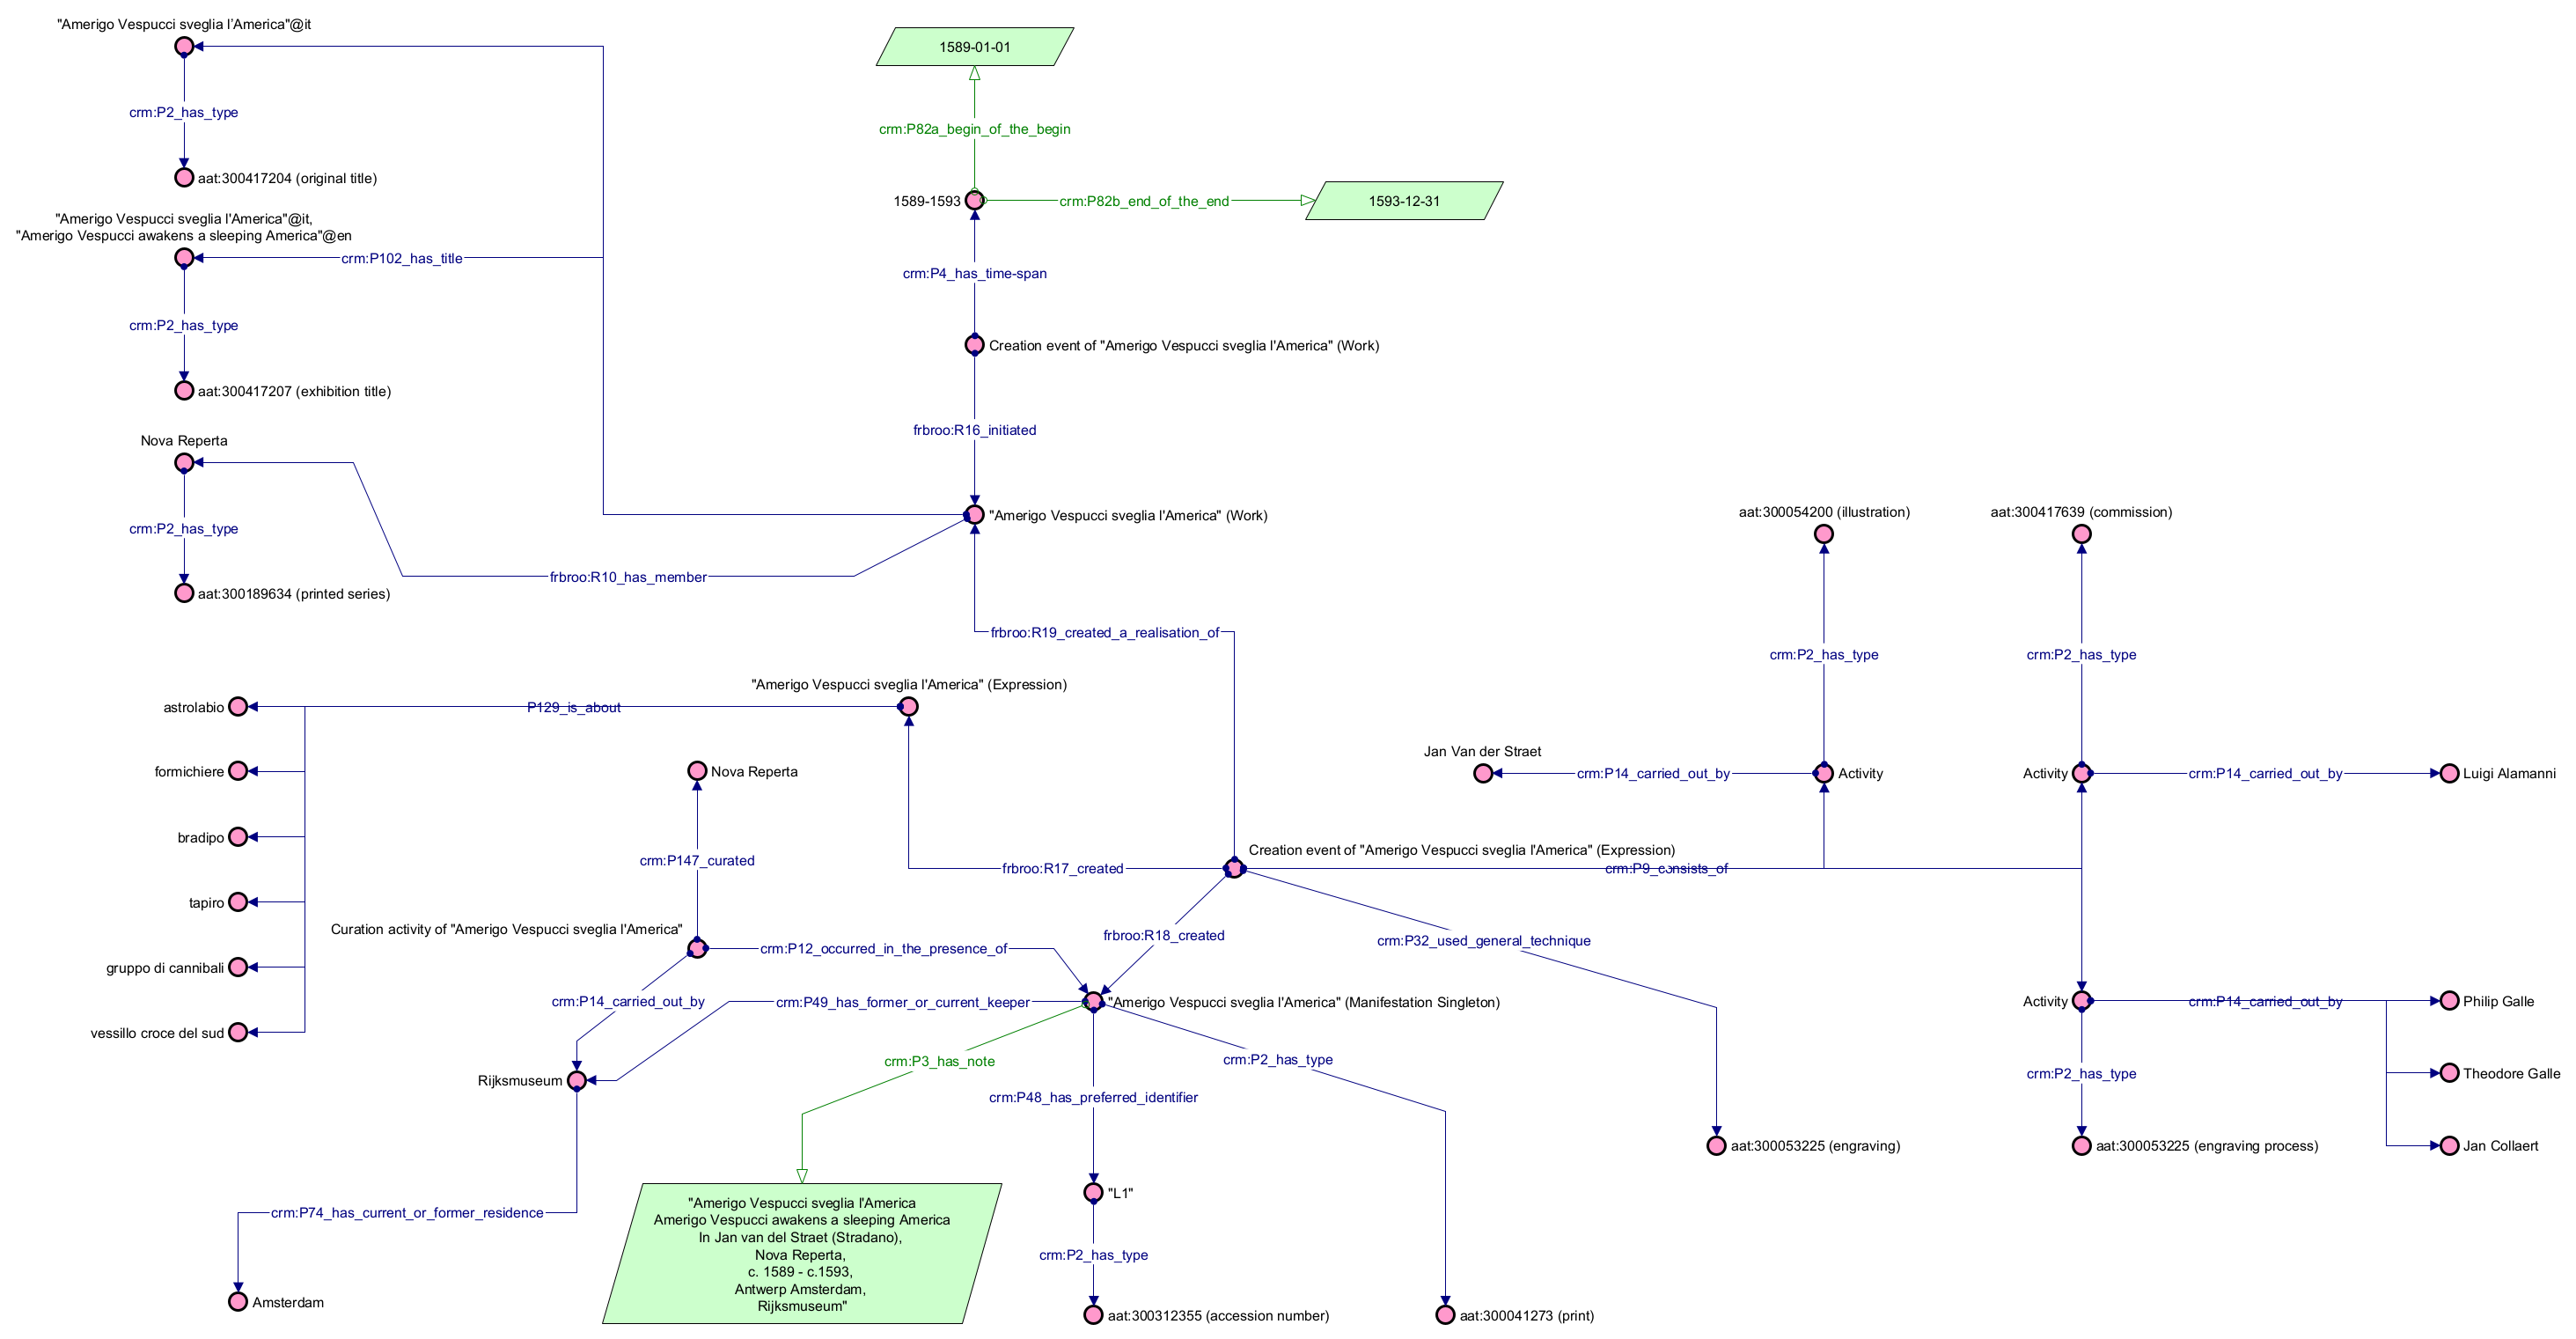 "Amerigo Vespucci sveglia l'America"@it
1589-01-01
crm:P2_has_type
crm:P82a_begin_of_the_begin
aat:300417204 (original title)
1589-1593
crm:P82b_end_of_the_end
1593-12-31
"Amerigo Vespucci sveglia l'America"@it,
"Amerigo Vespucci awakens a sleeping America"@en
crm:P102_has_title
crm:P4_has_time-span
crm:P2_has_type
Creation event of "Amerigo Vespucci sveglia l'America" (Work)
aat:300417207 (exhibition title)
frbroo:R16_initiated
Nova Reperta
"Amerigo Vespucci sveglia l'America" (Work)
aat:300054200 (illustration)
aat:300417639 (commission)
crm:P2_has_type
frbroo:R10_has_member
aat:300189634 (printed series)
frbroo:R19_created_a_realisation_of
crm:P2_has_type
crm:P2_has_type
"Amerigo Vespucci sveglia l'America" (Expression)
astrolabio
P129_is_about
Jan Van der Straet
formichiere
Nova Reperta
crm:P14_carried_out_by
Activity
Activity
crm:P14_carried_out_by
Luigi Alamanni
bradipo
crm:P147_curated
Creation event of "Amerigo Vespucci sveglia l'America" (Expression)
frbroo:R17_created
crm:P9_consists_of
tapiro
Curation activity of "Amerigo Vespucci sveglia l'America"
frbroo:R18_created
crm:P32_used_general_technique
crm:P12_occurred_in_the_presence_of
gruppo di cannibali
crm:P14_carried_out_by
crm:P49_has_former_or_current_keeper
"Amerigo Vespucci sveglia l'America" (Manifestation Singleton)
Activity
crm:P14_carried_out_by
Philip Galle
vessillo croce del sud
crm:P3_has_note
crm:P2_has_type
Rijksmuseum
crm:P2_has_type
Theodore Galle
crm:P48_has_preferred_identifier
aat:300053225 (engraving)
aat:300053225 (engraving process)
Jan Collaert
"L1"
crm:P74_has_current_or_former_residence
"Amerigo Vespucci sveglia l'America
Amerigo Vespucci awakens a sleeping America
In Jan van del Straet (Stradano),
Nova Reperta,
c. 1589 - c.1593,
Antwerp Amsterdam,
Rijksmuseum"
crm:P2_has_type
Amsterdam
aat:300312355 (accession number)
aat:300041273 (print)